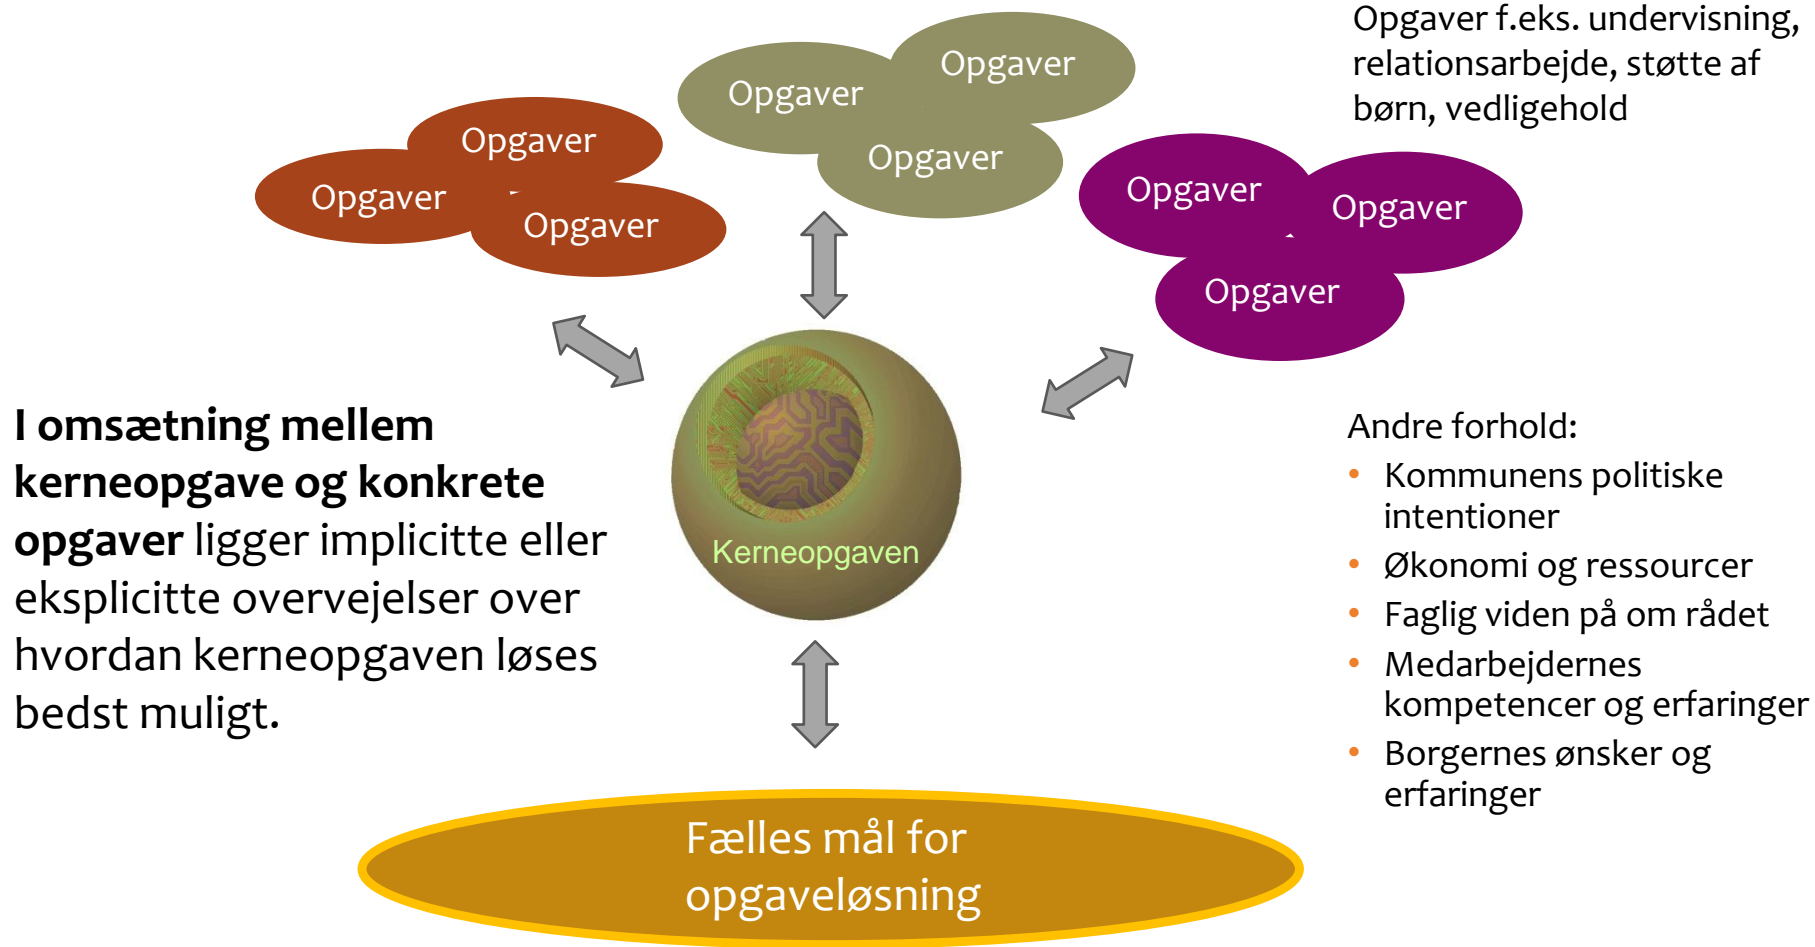 Opgaver f.eks. undervisning,
relationsarbejde, støtte af
børn, vedligehold
Opgaver
Opgaver
Opgaver
Opgaver
Opgaver
Opgaver
Opgaver
Opgaver
Opgaver
I omsætning mellem
kerneopgave og konkrete
opgaver ligger implicitte eller
eksplicitte overvejelser over
hvordan kerneopgaven løses
bedst muligt.
Kerneopgaven
Andre forhold:
• Kommunens politiske
intentioner
• Økonomi og ressourcer
• Faglig viden på om rådet
• Medarbejdernes
kompetencer og erfaringer
• Borgernes ønsker og
erfaringer
Fælles mål for
opgaveløsning